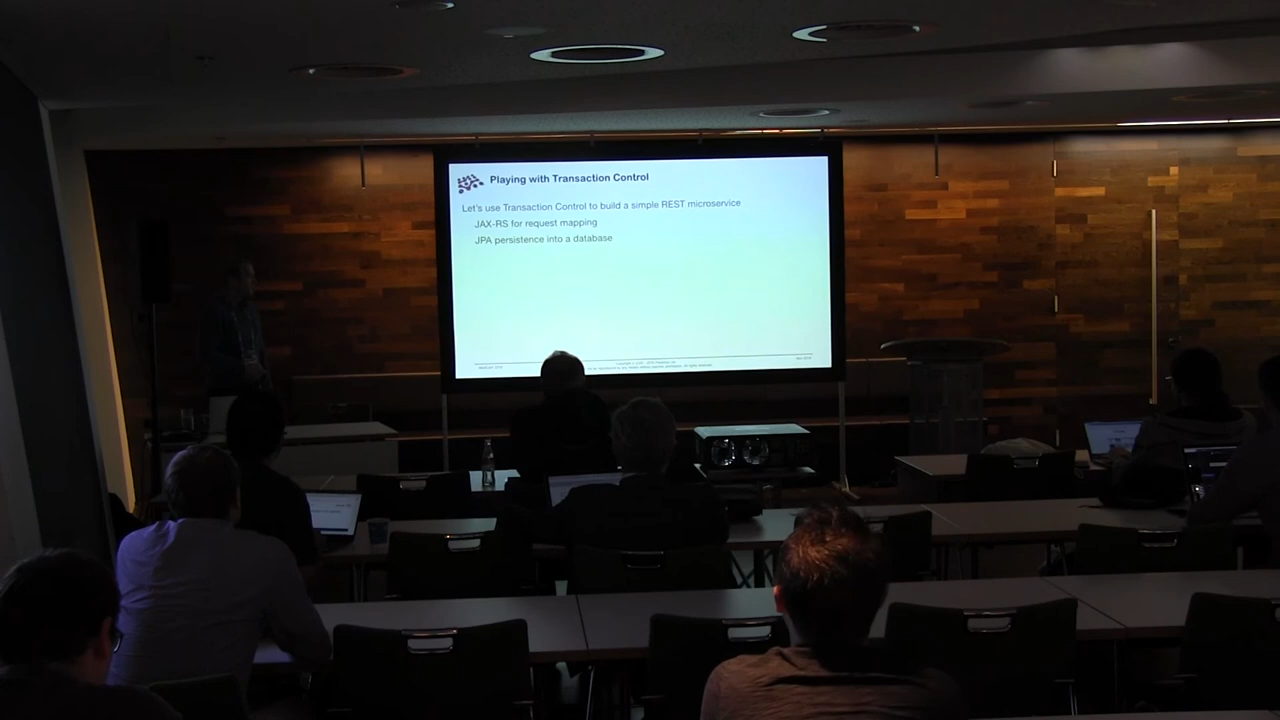 Playing with Transaction Control
Let's use Transaction Control to build a simple REST microservice
JAX-RS for request mapping
JPA persistence into a database